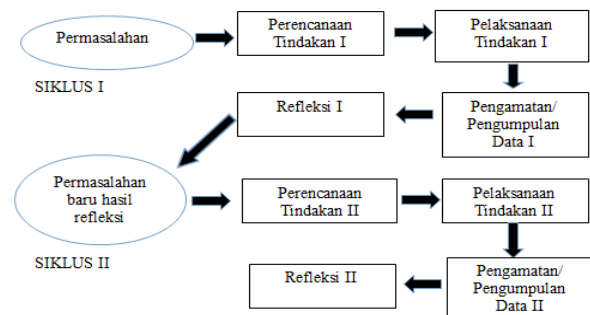 Permasalahan
Perencanaan
Tindakan I
Pelaksanaan
Tindakan I
SIKLUS I
Refleksi I
Pengamatan/
Pengumpulan
Data I
Permasalahan
baru hasil
refleksi
Perencanaan
Tindakan II
Pelaksanaan
Tindakan II
SIKLUS II
Refleksi II
Pengamatan/
Pengumpulan
Data II